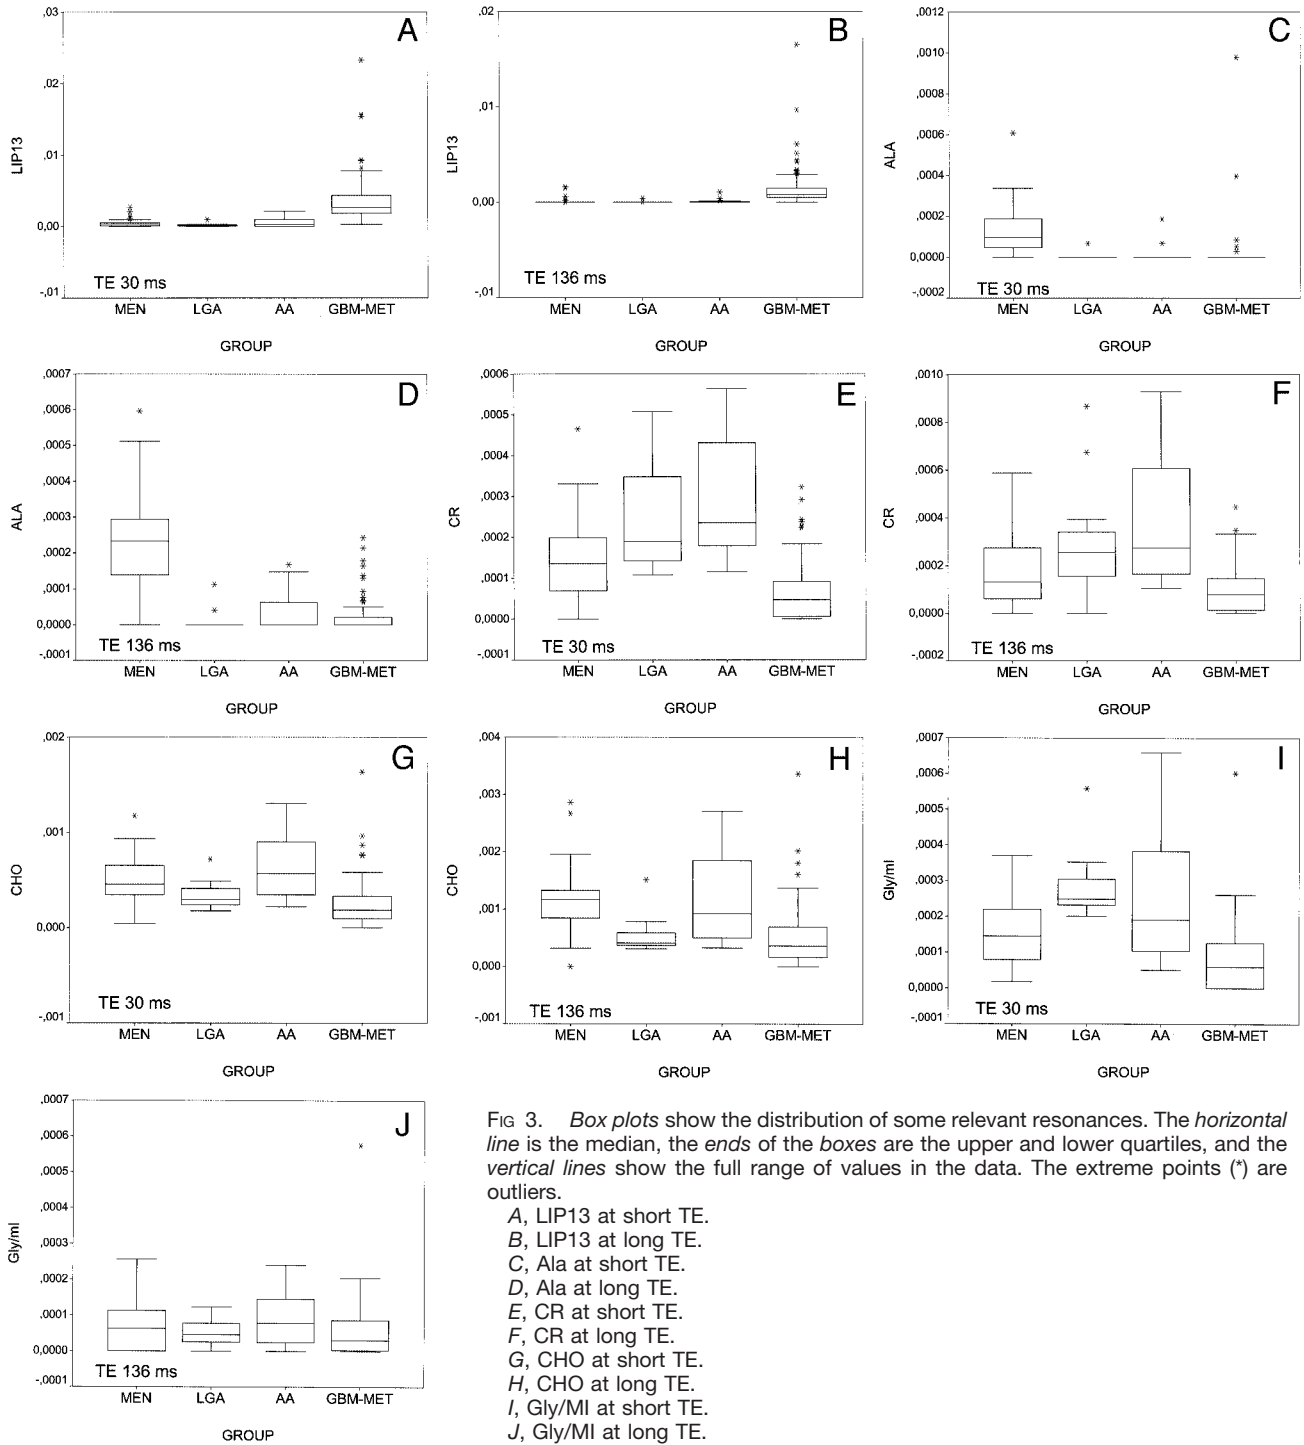 A
,03
,02
,01
0,00
-,01
LIP13
TE 30 ms
MEN LGA AA GBM-MET
GROUP
B
,02
,01
0,00
-,01
LIP13
TE 136 ms
MEN LGA AA GBM-MET
GROUP
C
,0012
,0010
,0008
,0006
,0004
,0002
0,0000
-,0002
ALA
TE 30 ms
MEN LGA AA GBM-MET
GROUP
D
,0007
,0006
,0005
,0004
,0003
,0002
,0001
0,0000
-,0001
ALA
TE 136 ms
MEN LGA AA GBM-MET
GROUP
E
,0006
,0005
,0004
,0003
,0002
,0001
0,0000
-,0001
CR
TE 30 ms
MEN LGA AA GBM-MET
GROUP
F
,0010
,0008
,0006
,0004
,0002
0,0000
-,0002
CR
TE 136 ms
MEN LGA AA GBM-MET
GROUP
G
,002
,001
0,000
-,001
CHO
TE 30 ms
MEN LGA AA GBM-MET
GROUP
H
,004
,003
,002
,001
0,000
-,001
CHO
TE 136 ms
MEN LGA AA GBM-MET
GROUP
I
,0007
,0006
,0005
,0004
,0003
,0002
,0001
0,0000
-,0001
Gly/mI
TE 30 ms
MEN LGA AA GBM-MET
GROUP
J
,0007
,0006
,0005
,0004
,0003
,0002
,0001
0,0000
-,0001
Gly/mI
TE 136 ms
MEN LGA AA GBM-MET
GROUP
FIG 3. Box plots show the distribution of some relevant resonances. The horizontal
line is the median, the ends of the boxes are the upper and lower quartiles, and the
vertical lines show the full range of values in the data. The extreme points (*) are
outliers.
A, LIP13 at short TE.
B, LIP13 at long TE.
C, Ala at short TE.
D, Ala at long TE.
E, CR at short TE.
F, CR at long TE.
G, CHO at short TE.
H, CHO at long TE.
I, Gly/MI at short TE.
J, Gly/MI at long TE.